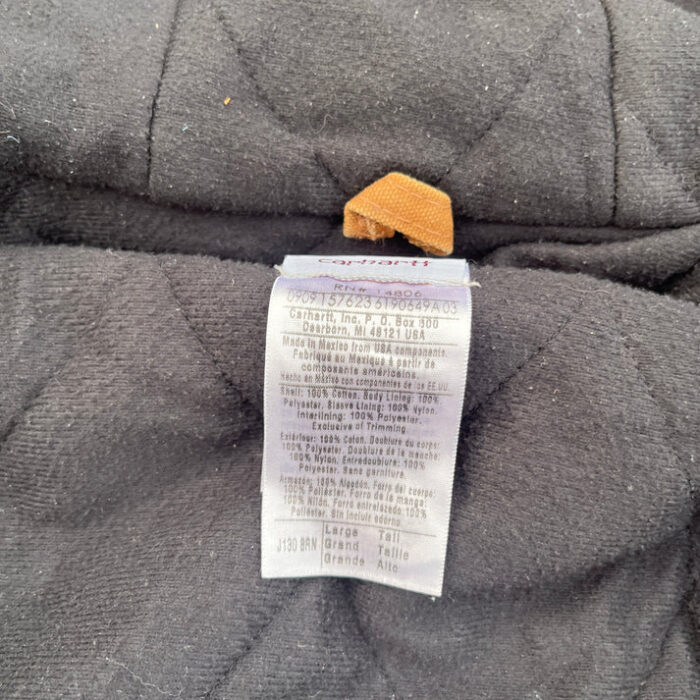 carhartt
RN# 14806
0909157623619064 9A03
Carhartt, Inc. P. O. Box 600
Dearborn, MI 48121 USA
Made in Mexico from USA components.
Fabriqué au Mexique à partir de
composants américains.
Hecho en México con componentes de los EE.UU.
Shell: 100% Cotton. Body Lining: 100%
Polyester. Sleeve Lining: 100% Nylon.
Interlining: 100% Polyester.
Exclusive of Trimming.
Extérieur: 100% Coton. Doublure du corps:
100% Polyester. Doublure de la manche:
100% Nylon. Entredoublure: 100%
Polyester. Sans garniture.
Armazón: 100% Algodón. Forro del cuerpo:
100% Poliéster. Forro de la manga:
100% Nilón. Forro entrelazado: 100%
Poliéster. Sin incluir adorno.
J130 BRN
Large Tall
Grand Taille
Grande Alto